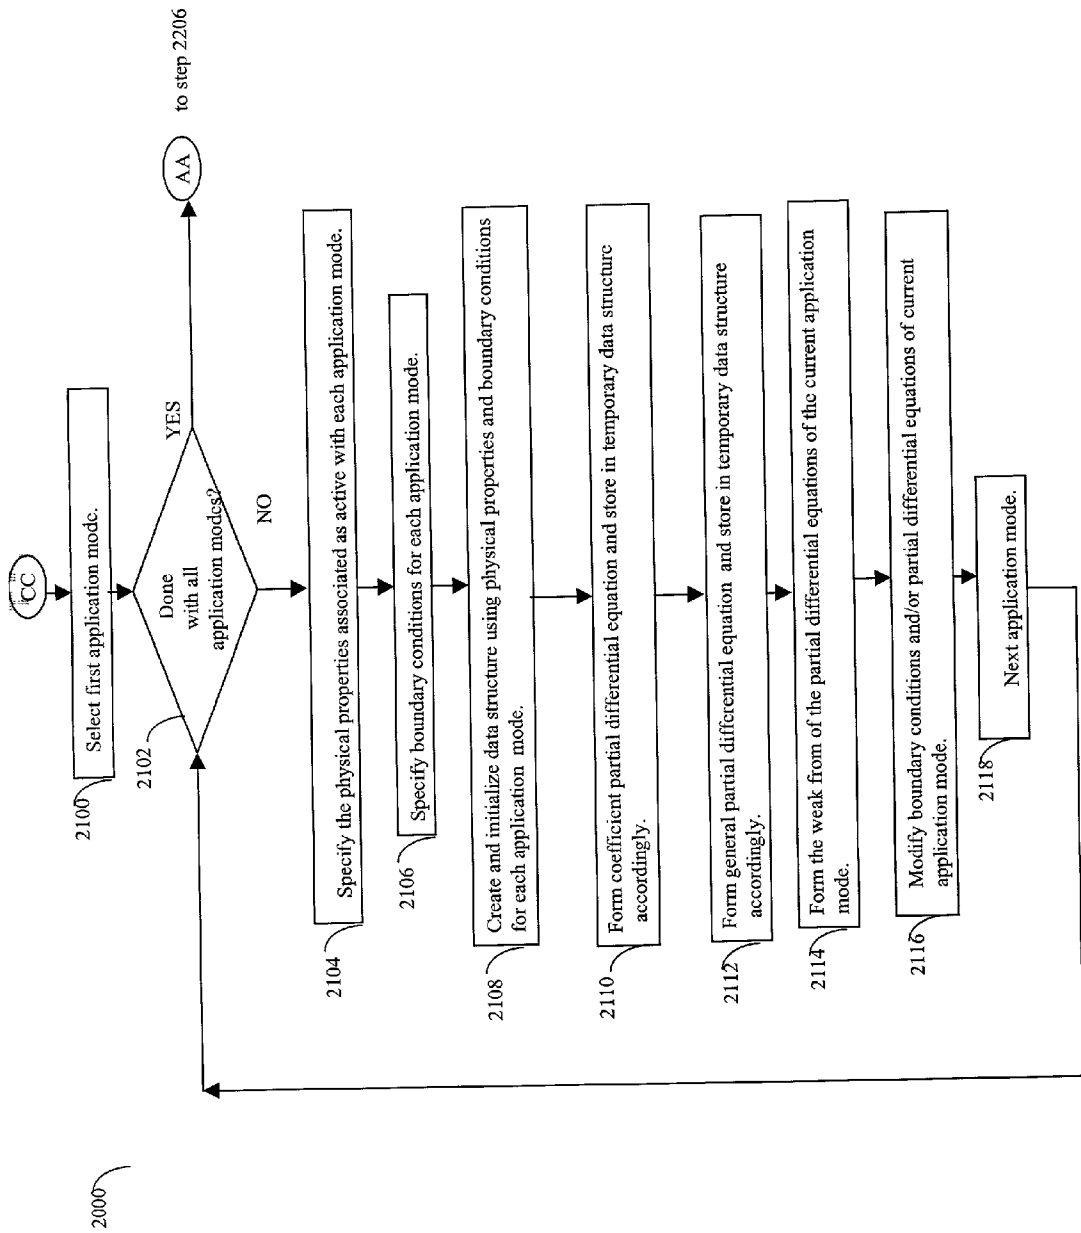 CC
2100
Select first application mode.
2102
Done
with all
application modes?
YES
AA
to step 2206
NO
2104
Specify the physical properties associated as active with each application mode.
2106
Specify boundary conditions for each application mode.
2108
Create and initialize data structure using physical properties and boundary conditions
for each application mode.
2110
Form coefficient partial differential equation and store in temporary data structure
accordingly.
2112
Form general partial differential equation and store in temporary data structure
accordingly.
2114
Form the weak from of the partial differential equations of the current application
mode.
2116
Modify boundary conditions and/or partial differential equations of current
application mode.
2118
Next application mode.
2000